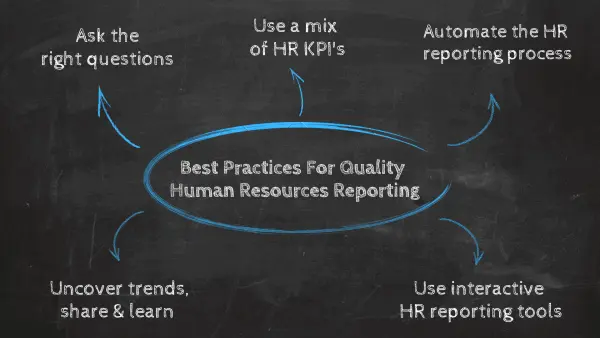 Ask the
right questions
Use a mix
of HR KPI's
Automate the HR
reporting process
Best Practices For Quality
Human Resources Reporting
Uncover trends,
share & learn
Use interactive
HR reporting tools